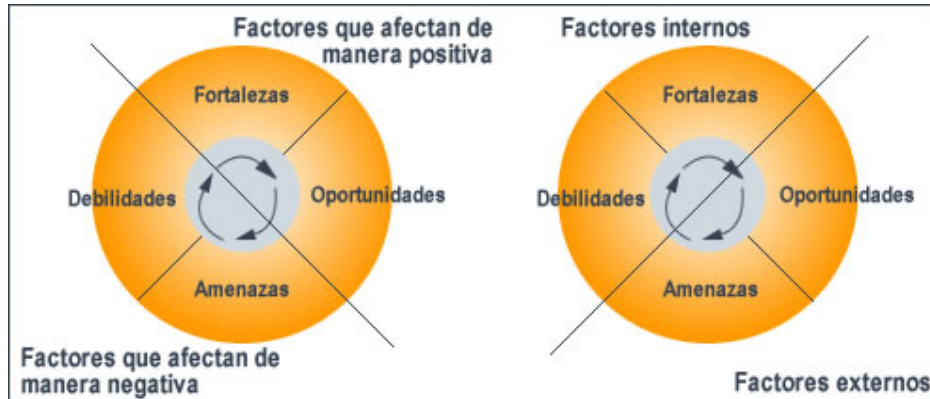 Factores que afectan de
manera positiva
Fortalezas
Debilidades
Oportunidades
Amenazas
Factores que afectan de
manera negativa
Factores internos
Fortalezas
Debilidades
Oportunidades
Amenazas
Factores externos